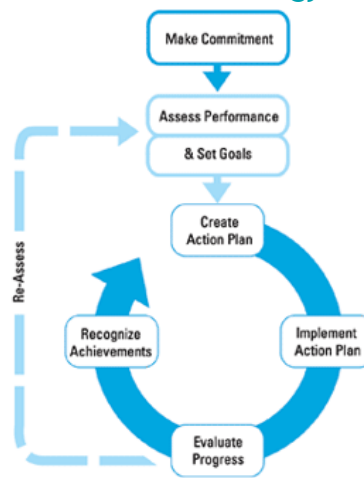 Make Commitment
Assess Performance
& Set Goals
Create
Action Plan
Implement
Action Plan
Evaluate
Progress
Recognize
Achievements
Re-Assess